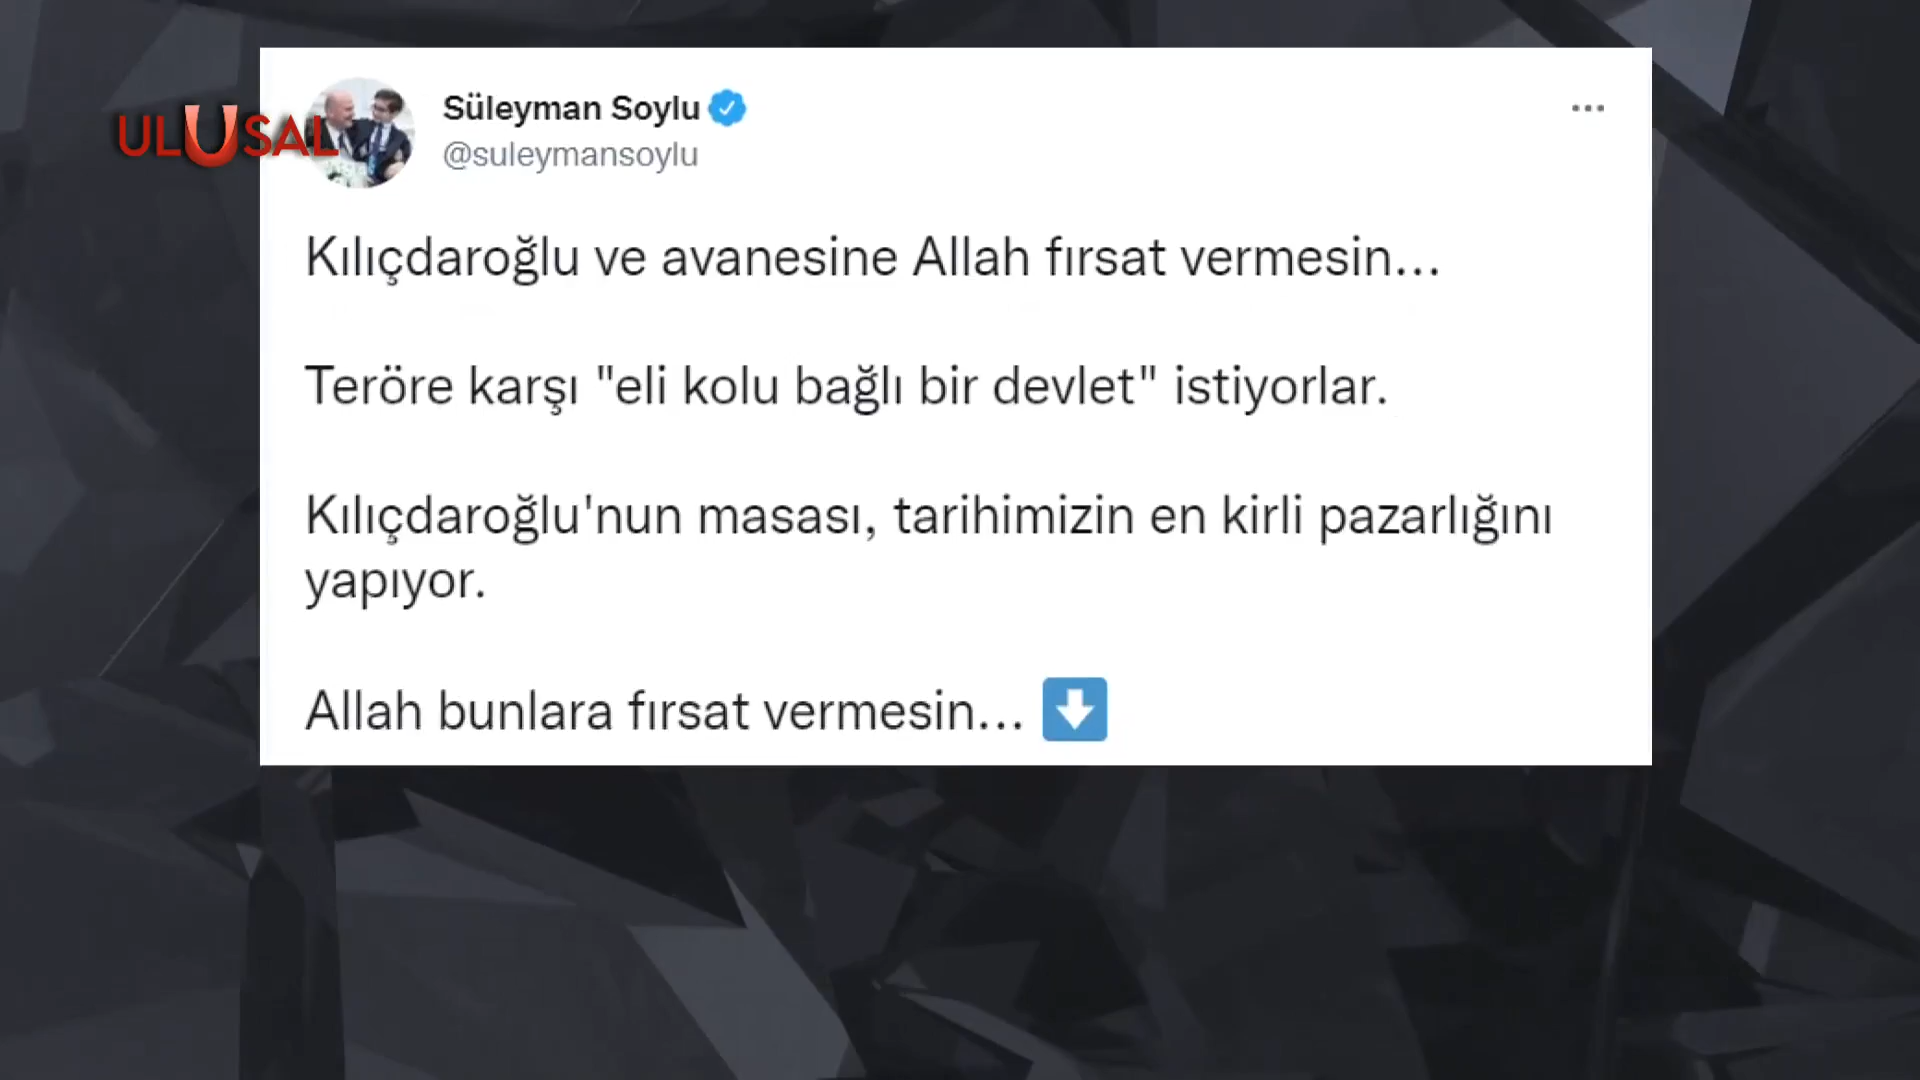 ULUSAL
Süleyman Soylu
@suleymansoylu
Kılıçdaroğlu ve avanesine Allah fırsat vermesin...
Teröre karşı "eli kolu bağlı bir devlet" istiyorlar.
Kılıçdaroğlu'nun masası, tarihimizin en kirli pazarlığını
yapıyor.
Allah bunlara fırsat vermesin... ⬇️